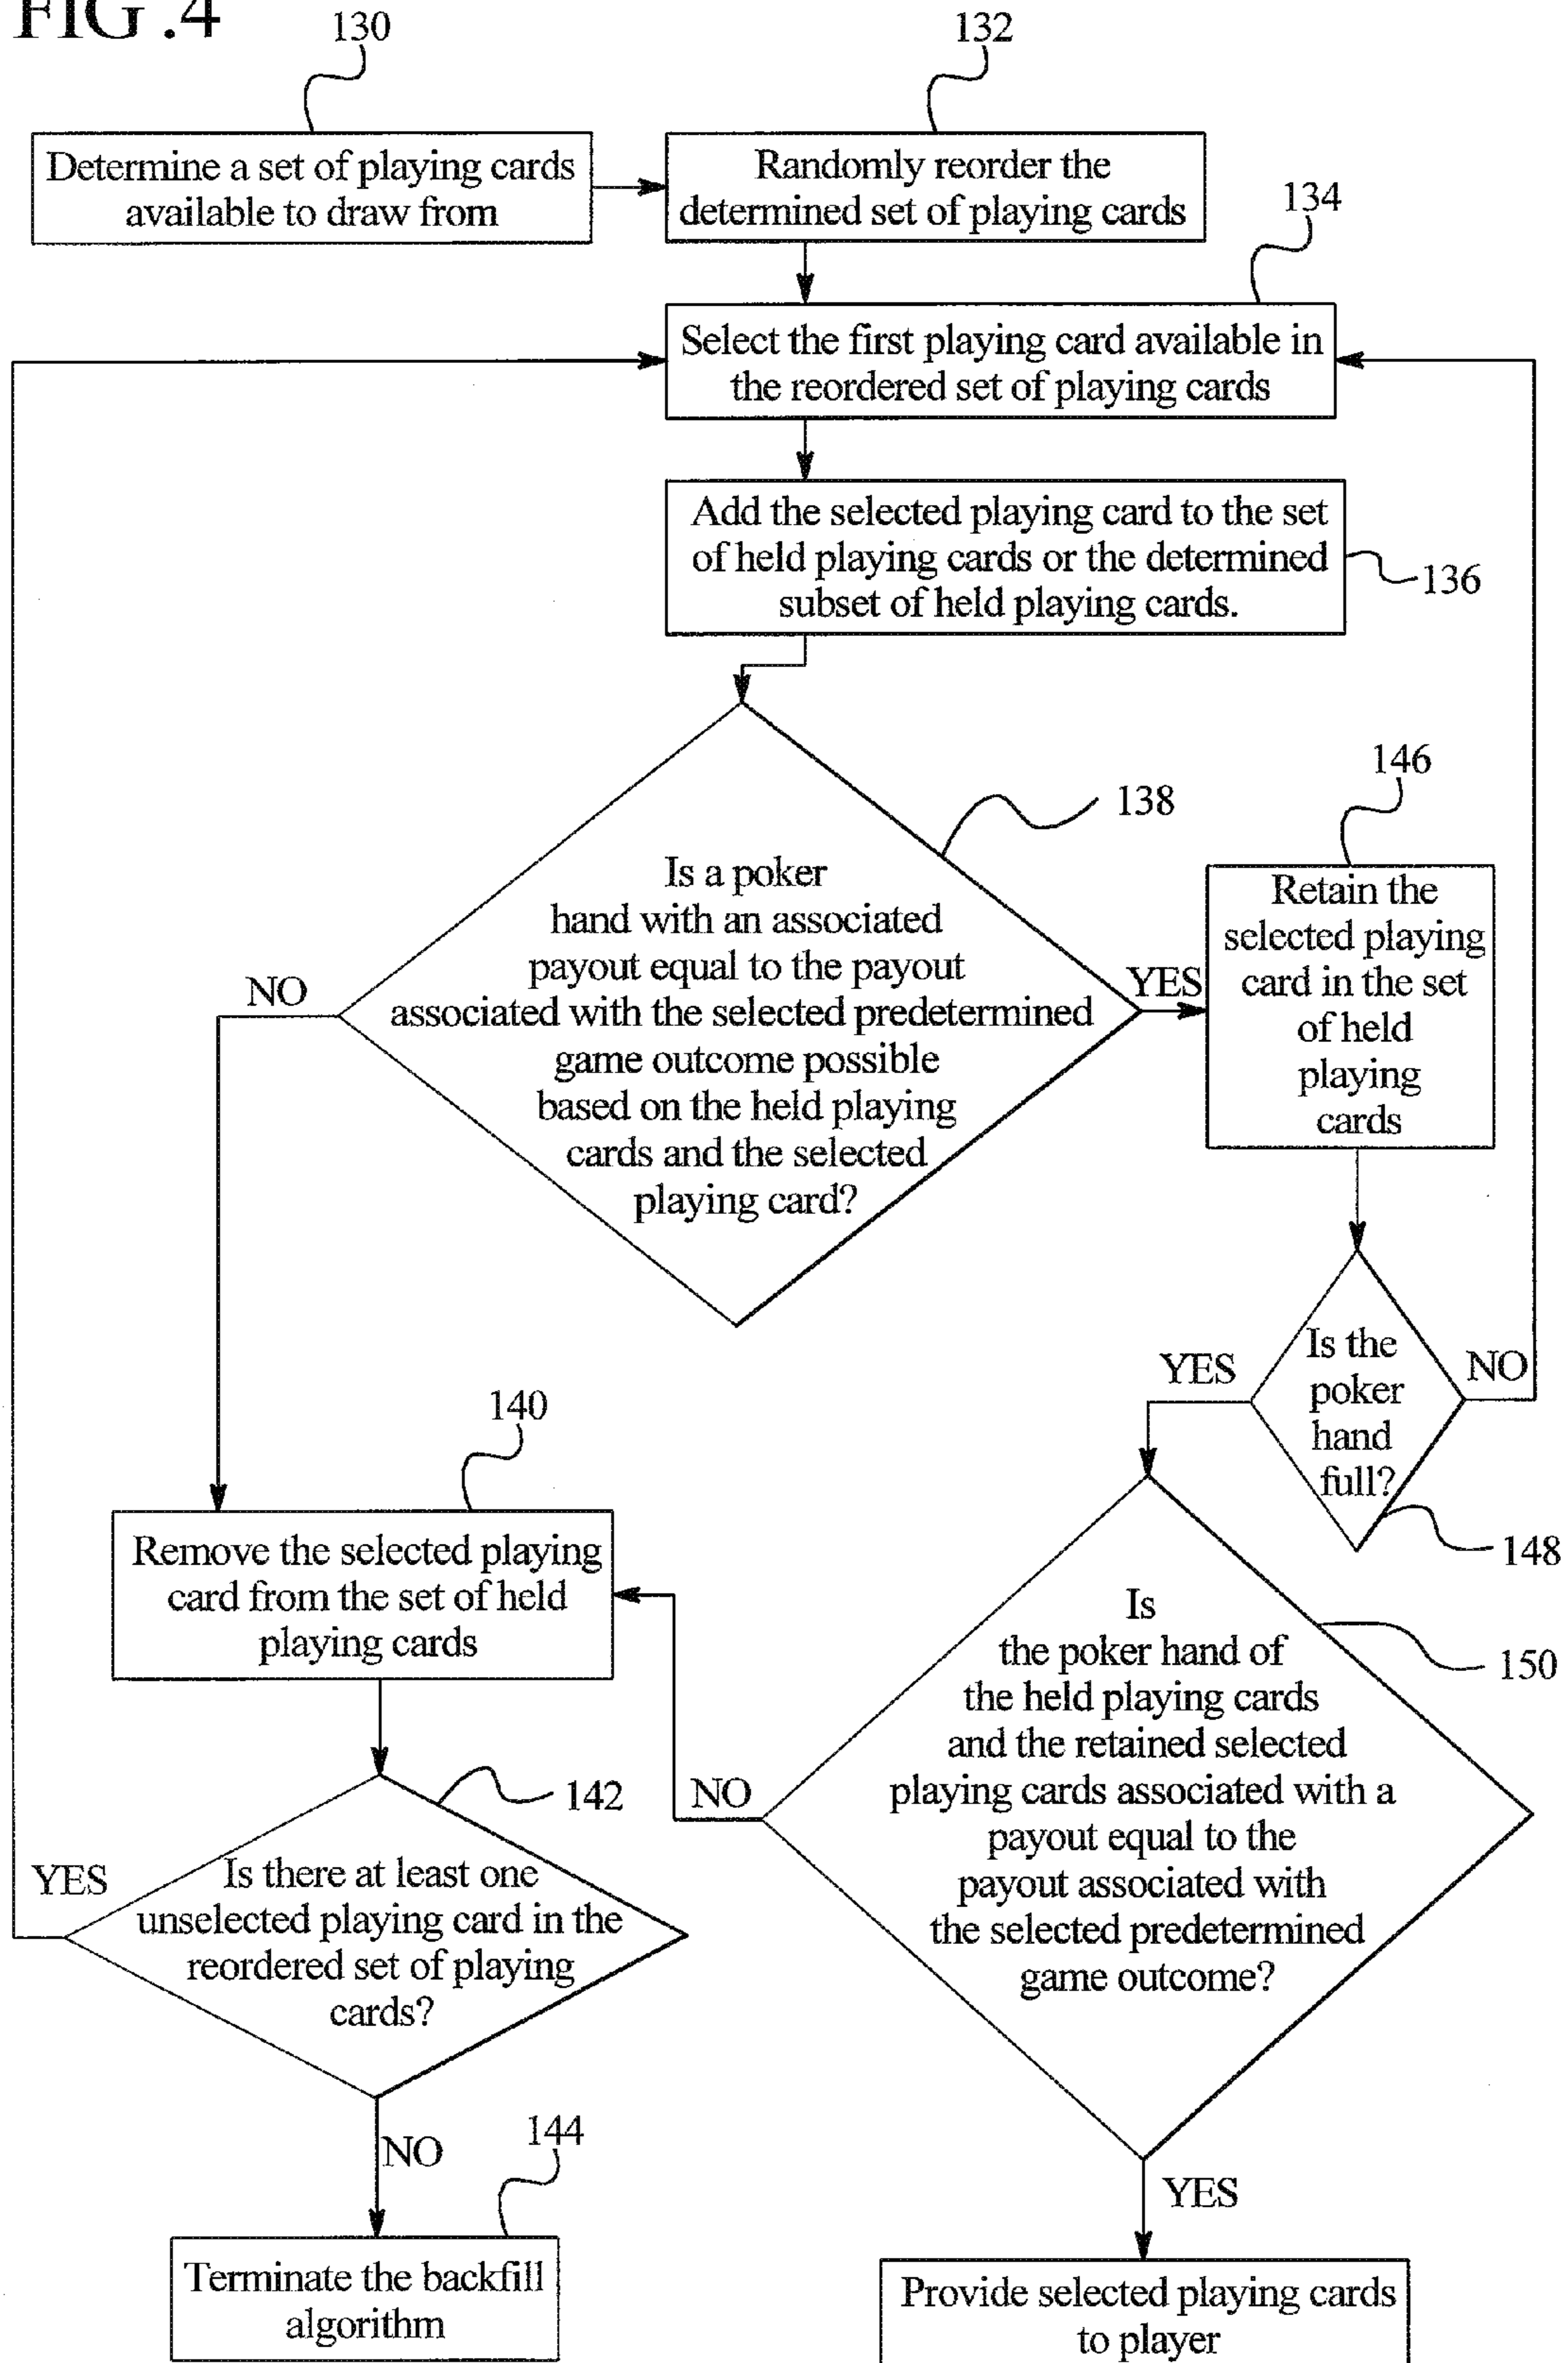 FIG .4
130
132
Determine a set of playing cards
available to draw from
Randomly reorder the
determined set of playing cards
134
Select the first playing card available in
the reordered set of playing cards
Add the selected playing card to the set
of held playing cards or the determined
subset of held playing cards.
136
138
Is a poker
hand with an associated
payout equal to the payout
associated with the selected predetermined
game outcome possible
based on the held playing
cards and the selected
playing card?
NO
YES
146
Retain the
selected playing
card in the set
of held
playing
cards
Is the
poker
hand
full?
YES
NO
148
140
Remove the selected playing
card from the set of held
playing cards
Is
the poker hand of
the held playing cards
and the retained selected
playing cards associated with a
payout equal to the
payout associated with
the selected predetermined
game outcome?
150
NO
142
YES
Is there at least one
unselected playing card in the
reordered set of playing
cards?
NO
144
YES
Terminate the backfill
algorithm
Provide selected playing cards
to player